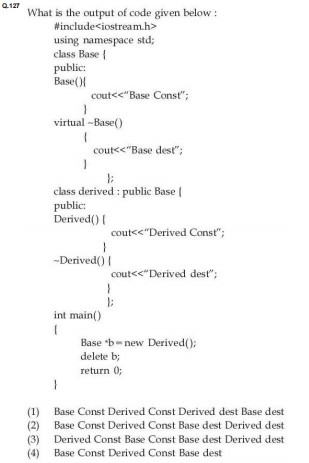 Q.127
What is the output of code given below :
#include<iostream.h>
using namespace std;
class Base {
public:
Base(){
cout<<"Base Const";
}
virtual ~Base()
{
cout<<"Base dest";
}
};
class derived : public Base {
public:
Derived() {
cout<<"Derived Const";
}
~Derived() {
cout<<"Derived dest";
}
};
int main()
{
Base *b = new Derived();
delete b;
return 0;
}
(1) Base Const Derived Const Derived dest Base dest
(2) Base Const Derived Const Base dest Derived dest
(3) Derived Const Base Const Base dest Derived dest
(4) Base Const Derived Const Base dest